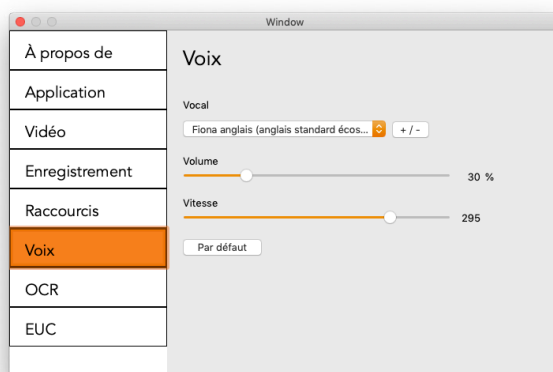 Window
À propos de
Application
Vidéo
Enregistrement
Raccourcis
Voix
OCR
EUC
Voix
Vocal
Fiona anglais (anglais standard écos...
+ / -
Volume
30 %
Vitesse
295
Par défaut